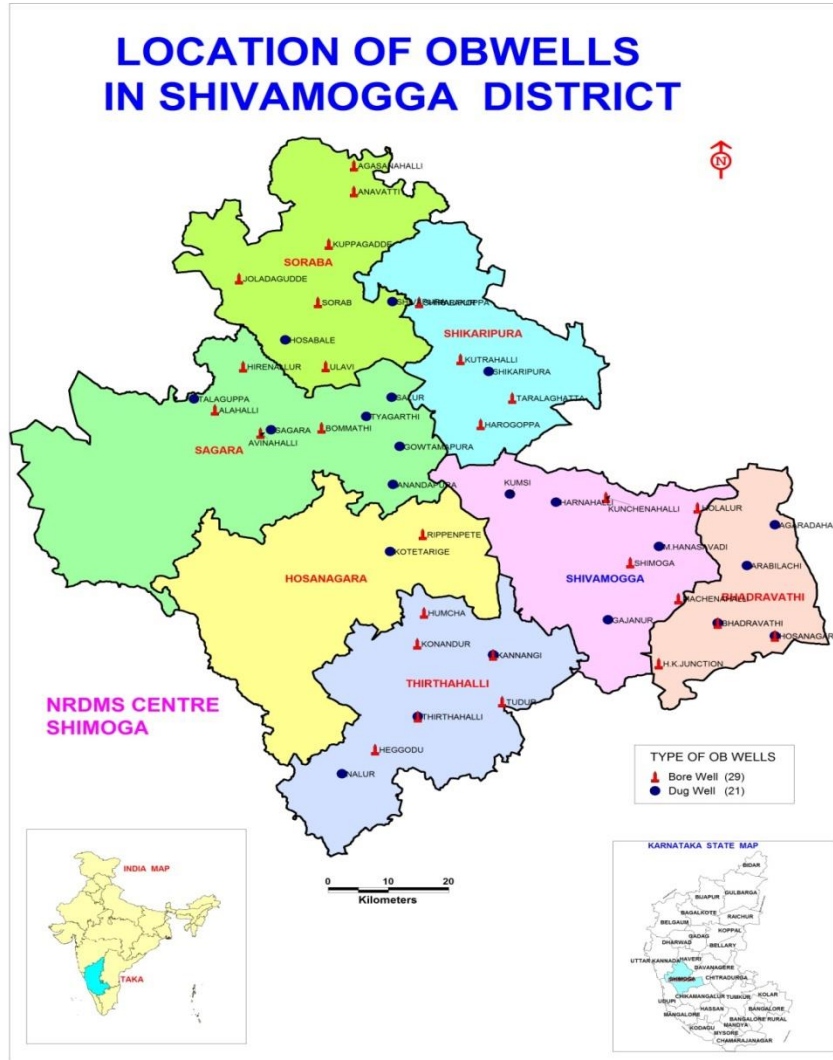 LOCATION OF OBWELLS
IN SHIVAMOGGA DISTRICT
N
AGASANAHALLI
ANAVATTI
KUPPAGADDE
SORABA
JOLADAGUDDE
SORAB
HOSABALE
ULAVI
SHIKARIPURA
KUTRAHALLI
SHIKARIPURA
TARALAGHATTA
HAROGOPPA
HIRENALLUR
TALAGUPPA
ALAHALLI
SALUR
TYAGARTHI
SAGARA
BOMMATHI
AVINAHALLI
SAGARA
GOWTAMAPURA
ANANDAPURA
KUMSI
HARNAHALLI
KUNCHENAHALLI
HOLALUR
AGARADAHA
RIPPENPETE
KOTETARIGE
HOSANAGARA
M.HANASAVADI
SHIMOGA
SHIVAMOGGA
ARABILACHI
BHADRAVATHI
MACHENAHALLI
GAJANUR
BHADRAVATHI
HOSANAGAR
H.K.JUNCTION
HUMCHA
KONANDUR
KANNANGI
THIRTHAHALLI
TUDUR
THIRTHAHALLI
HEGGODU
NALUR
NRDMS CENTRE
SHIMOGA
TYPE OF OB WELLS
Bore Well (29)
Dug Well (21)
0 10 20
Kilometers
INDIA MAP
TAKA
KARNATAKA STATE MAP
BIDAR
GULBARGA
BIJAPUR
BAGALKOTE
RAICHUR
BELGAUM
KOPPAL
GADAG
DHARWAD
BELLARY
UTTAR KANNADA
HAVERI
DAVANAGERE
SHIMOGA
CHITRADURGA
UDUPI
CHIKAMANGALUR
TUMKUR
KOLAR
HASSAN
BANGALORE
MANGALORE
BANGALORE RURAL
MANDYA
KODAGU
MYSORE
CHAMARAJANAGAR